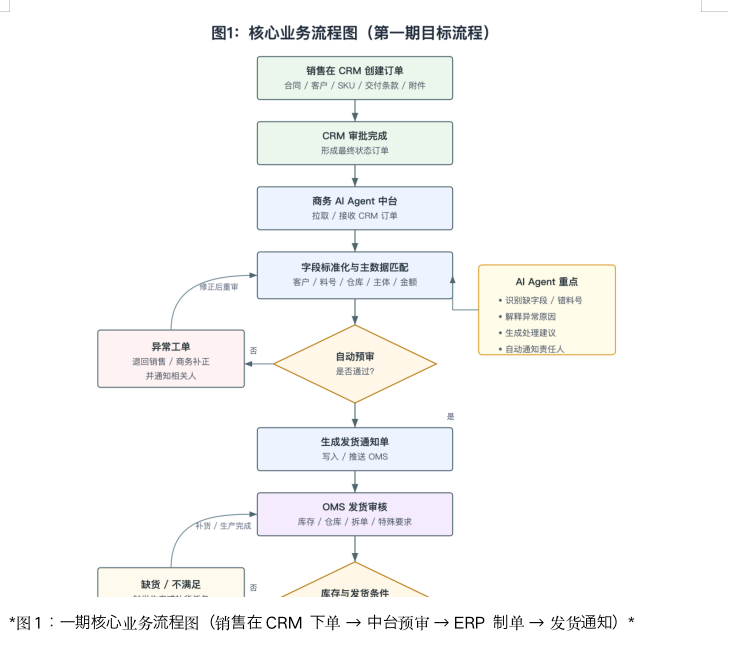 图1：核心业务流程图（第一期目标流程）
销售在 CRM 创建订单
合同 / 客户 / SKU / 交付条款 / 附件
CRM 审批完成
形成最终状态订单
商务 AI Agent 中台
拉取 / 接收 CRM 订单
字段标准化与主数据匹配
客户 / 料号 / 仓库 / 主体 / 金额
AI Agent 重点
• 识别缺字段 / 错料号
• 解释异常原因
• 生成处理建议
• 自动通知责任人
修正后重审
异常工单
退回销售 / 商务补正
并通知相关人
否
自动预审
是否通过?
是
生成发货通知单
写入 / 推送 OMS
OMS 发货审核
库存 / 仓库 / 拆单 / 特殊要求
补货 / 生产完成
缺货 / 不满足
否
库存与发货条件
*图 1：一期核心业务流程图（销售在 CRM 下单 → 中台预审 → ERP 制单 → 发货通知）*